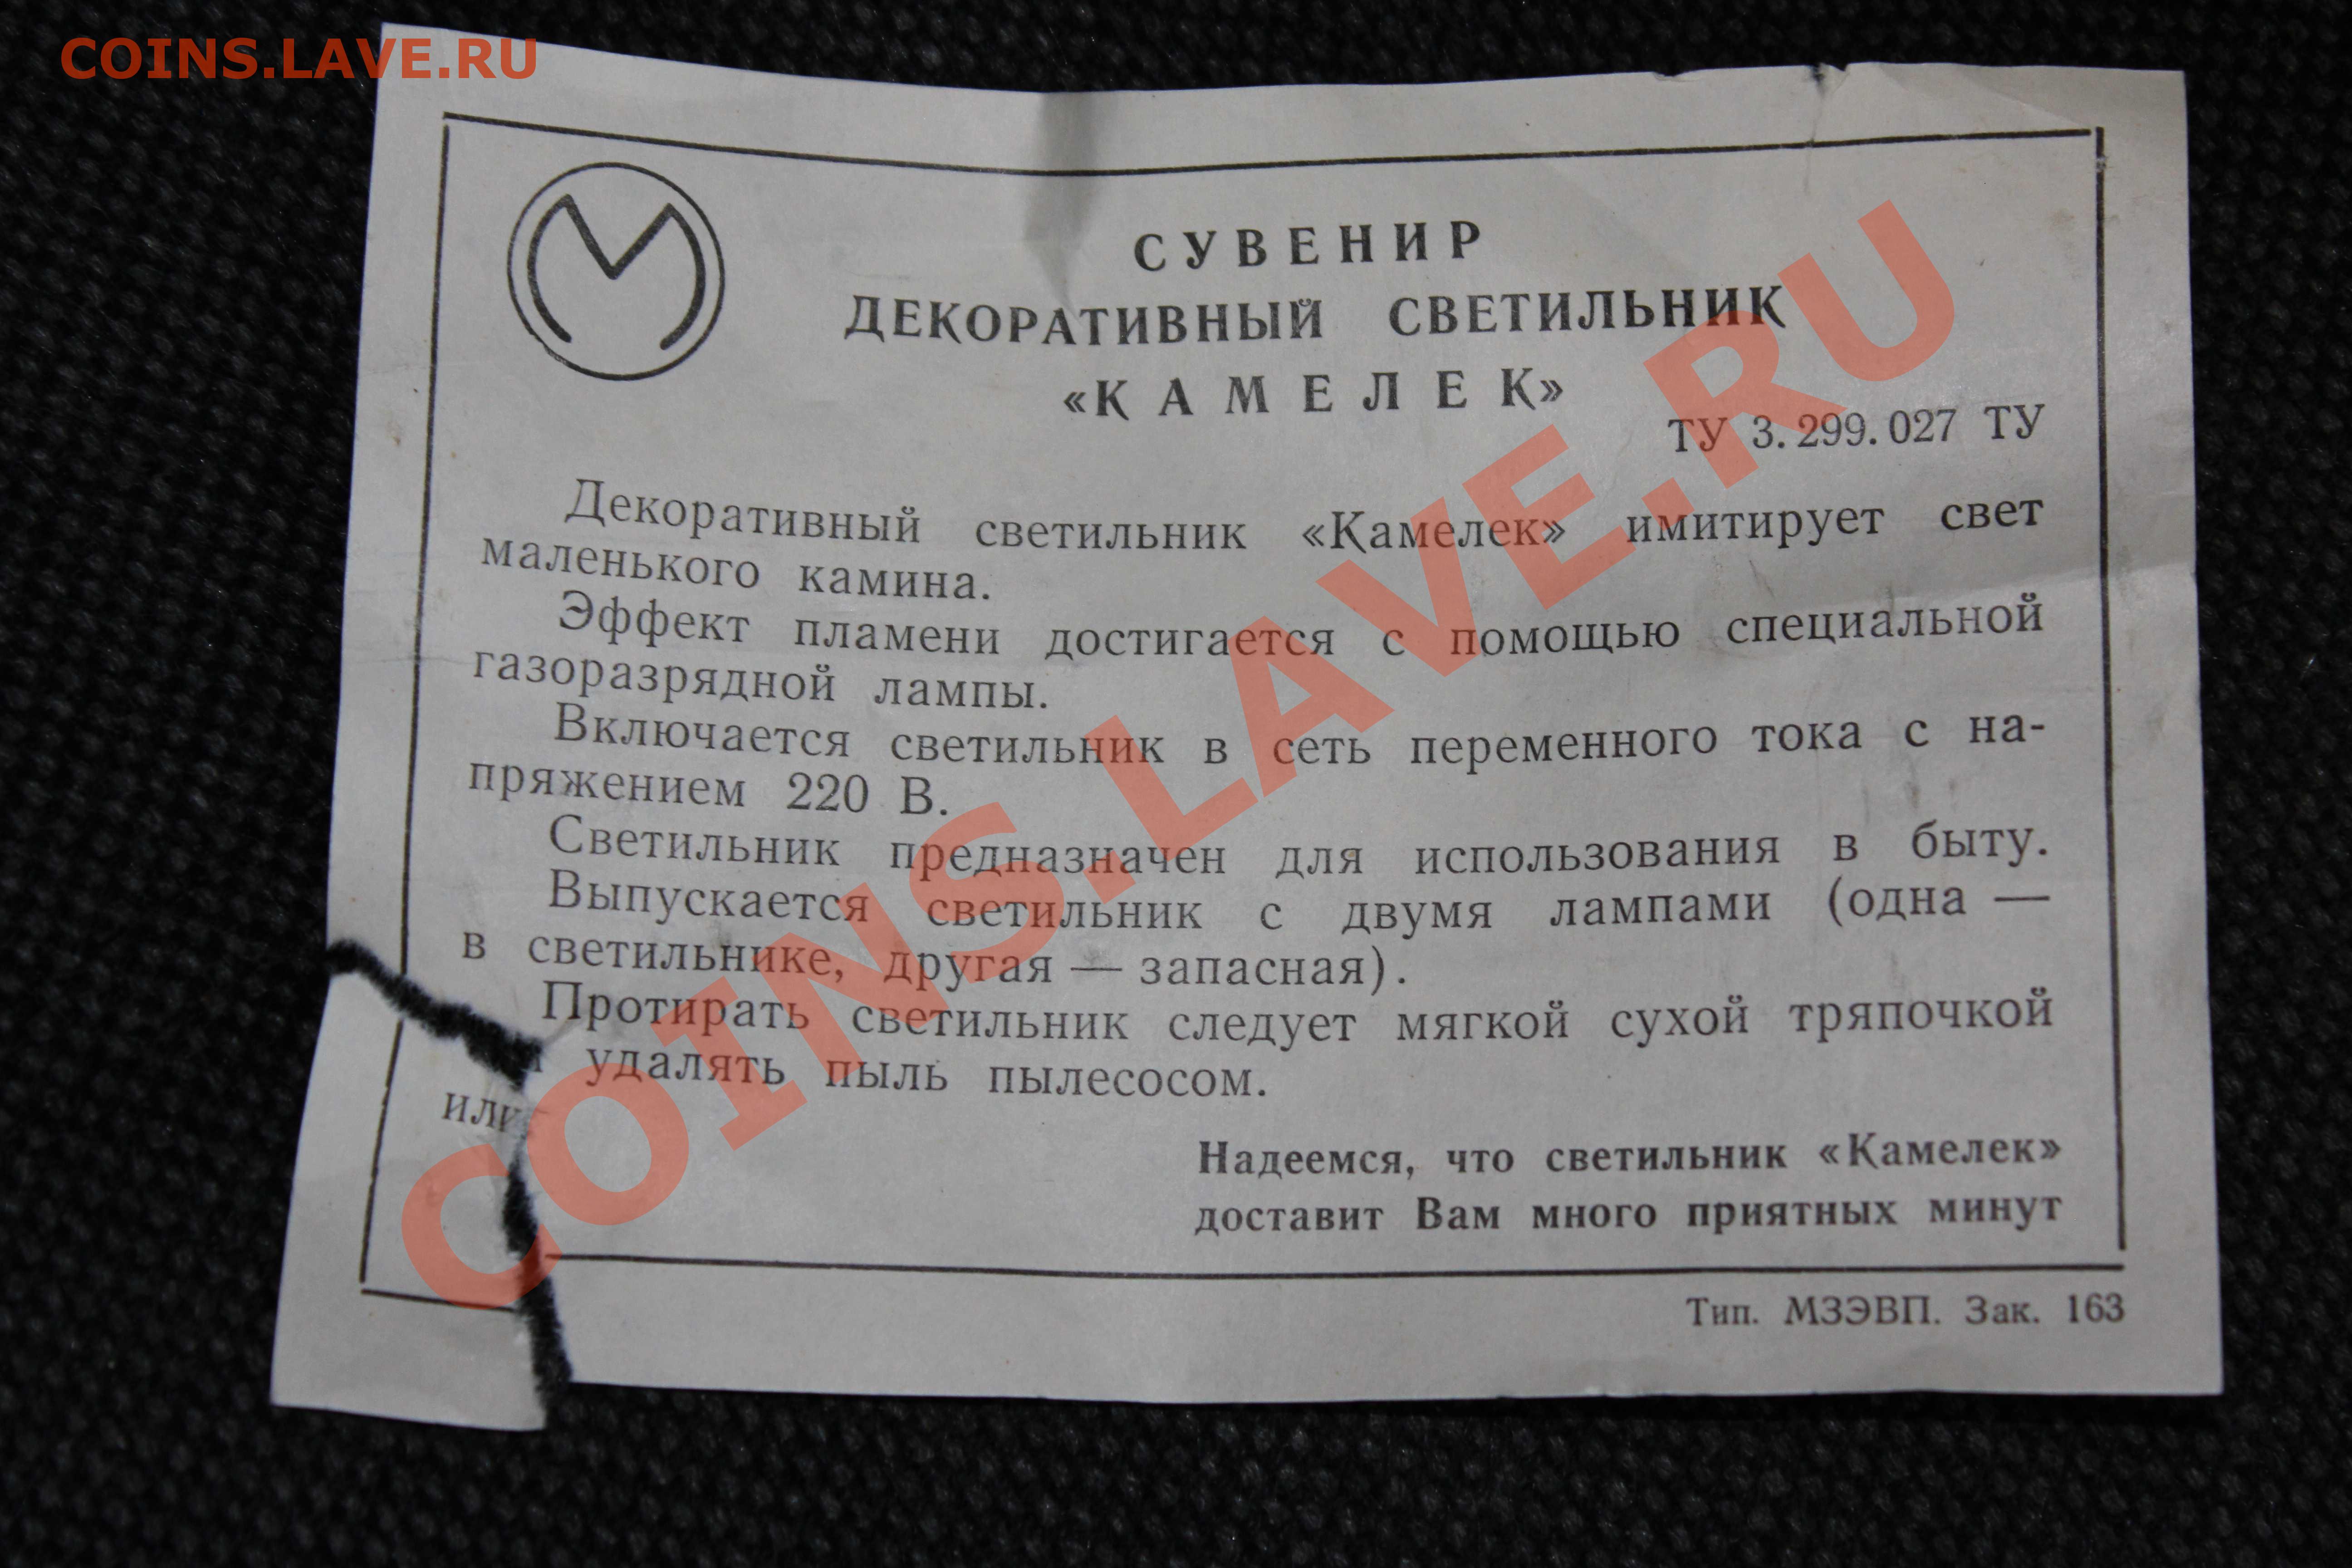 COINS.LAVE.RU
СУВЕНИР
ДЕКОРАТИВНЫЙ СВЕТИЛЬНИК
«КАМЕЛЕК»
ТУ 3.299.027 ТУ
Декоративный светильник «Камелек» имитирует свет
маленького камина.
Эффект пламени достигается с помощью специальной
газоразрядной лампы.
Включается светильник в сеть переменного тока с на-
пряжением 220 В.
Светильник предназначен для использования в быту.
Выпускается светильник с двумя лампами (одна —
в светильнике, другая — запасная).
Протирать светильник следует мягкой сухой тряпочкой
или удалять пыль пылесосом.
Надеемся, что светильник «Камелек»
доставит Вам много приятных минут
Тип. МЗЭВП. Зак. 163
COINS.LAVE.RU